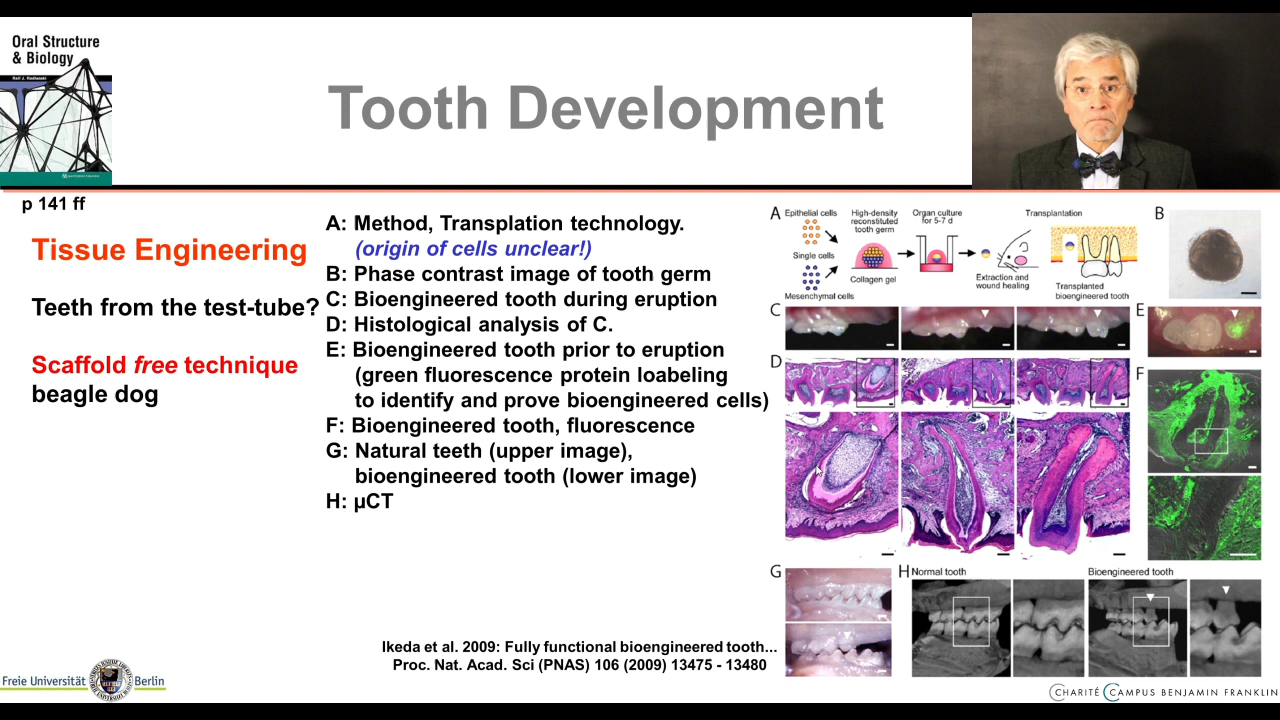 Oral Structure
& Biology
Ralf J. Radlanski
Tooth Development
p 141 ff
Tissue Engineering
Teeth from the test-tube?
Scaffold free technique
beagle dog
A: Method, Transplation technology.
(origin of cells unclear!)
B: Phase contrast image of tooth germ
C: Bioengineered tooth during eruption
D: Histological analysis of C.
E: Bioengineered tooth prior to eruption
(green fluorescence protein loabeling
to identify and prove bioengineered cells)
F: Bioengineered tooth, fluorescence
G: Natural teeth (upper image),
bioengineered tooth (lower image)
H: µCT
A
Epithelial cells
Single cells
Mesenchymal cells
High-density
reconstituted
tooth germ
Collagen gel
Organ culture
for 5-7 d
Transplantation
Extraction and
wound healing
Transplanted
bioengineered tooth
B
C
E
D
F
G
H
Normal tooth
Bioengineered tooth
Ikeda et al. 2009: Fully functional bioengineered tooth...
Proc. Nat. Acad. Sci (PNAS) 106 (2009) 13475 - 13480
Freie Universität Berlin
CHARITÉ CAMPUS BENJAMIN FRANKLIN